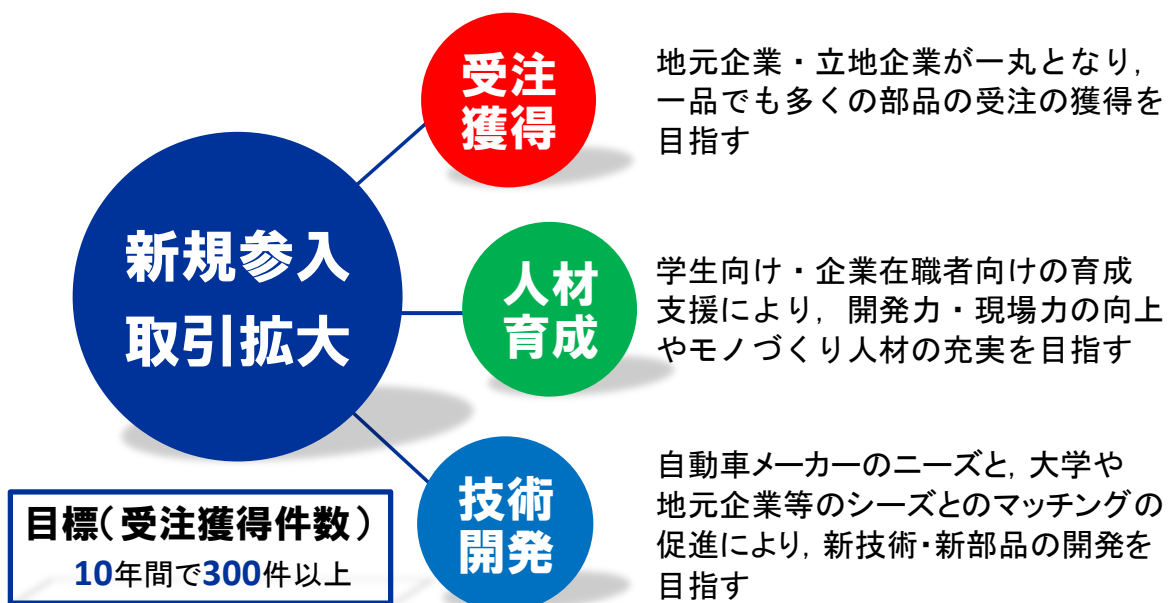 新規参入
取引拡大
受注
獲得
地元企業・立地企業が一丸となり，
一品でも多くの部品の受注の獲得を
目指す
人材
育成
学生向け・企業在職者向けの育成
支援により，開発力・現場力の向上
やモノづくり人材の充実を目指す
技術
開発
自動車メーカーのニーズと，大学や
地元企業等のシーズとのマッチングの
促進により，新技術・新部品の開発を
目指す
目標（受注獲得件数）
10年間で300件以上